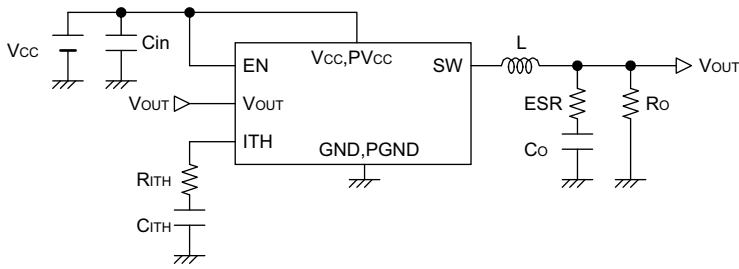 VCC
Cin
EN
VCC,PVCC
SW
L
VOUT
VOUT
VOUT
ESR
RO
ITH
GND,PGND
CO
RITH
CITH